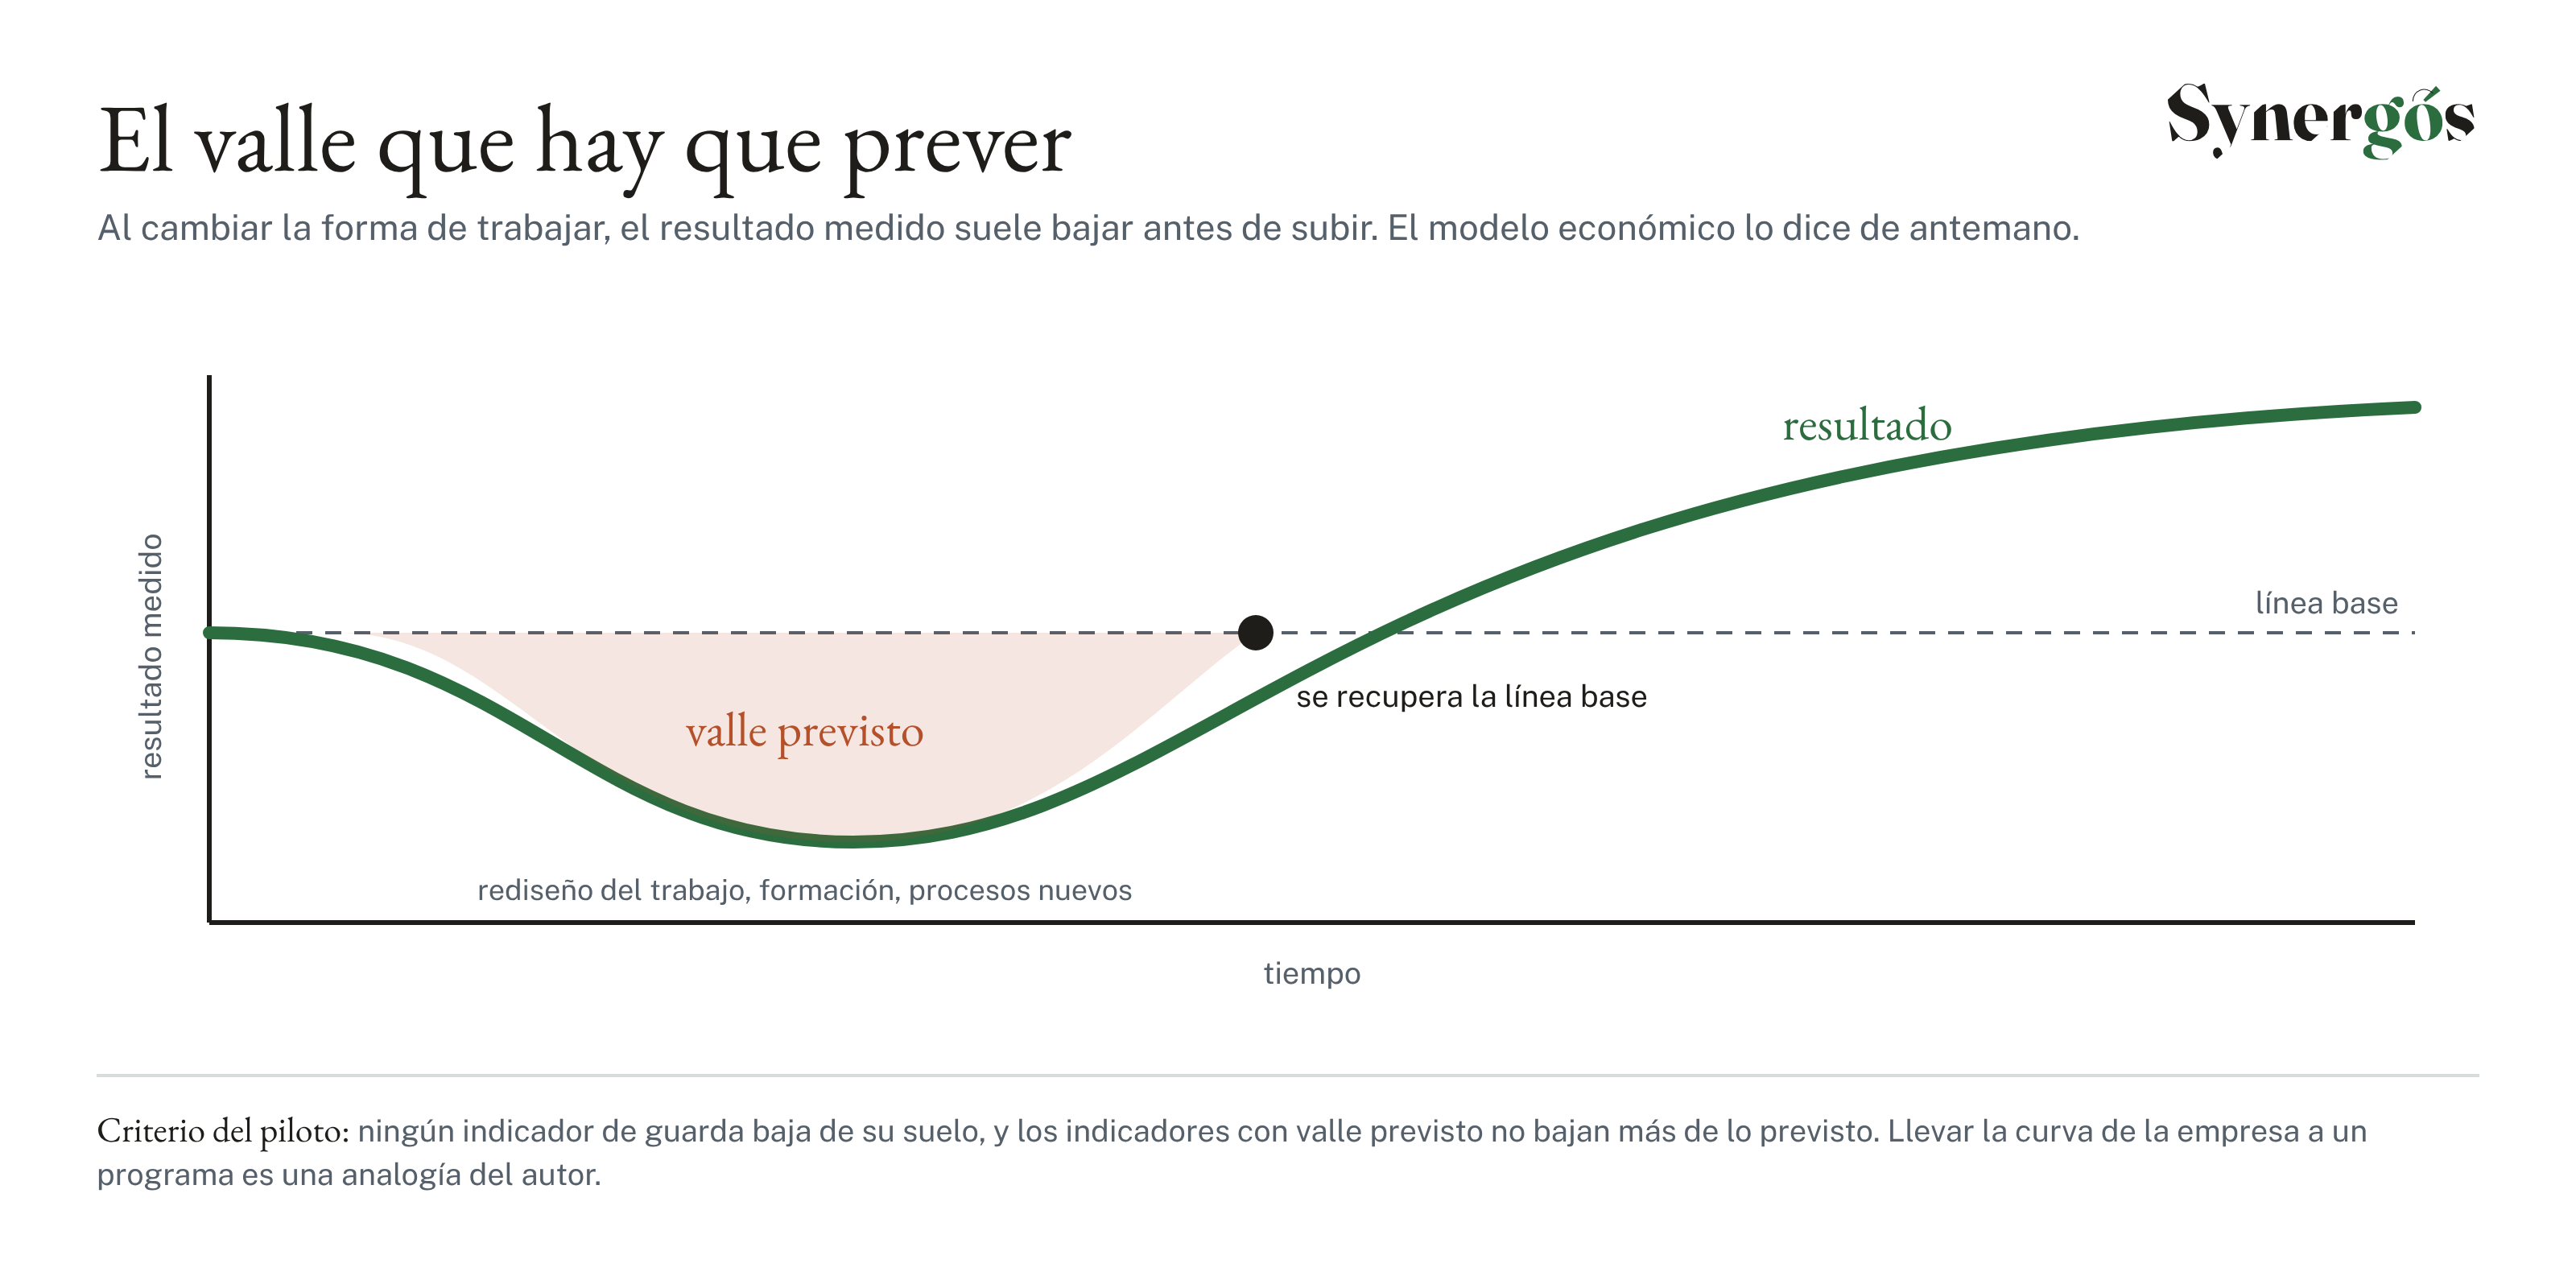 El valle que hay que prever
Synergós
Al cambiar la forma de trabajar, el resultado medido suele bajar antes de subir. El modelo económico lo dice de antemano.
resultado
resultado medido
línea base
se recupera la línea base
valle previsto
rediseño del trabajo, formación, procesos nuevos
tiempo
Criterio del piloto: ningún indicador de guarda baja de su suelo, y los indicadores con valle previsto no bajan más de lo previsto. Llevar la curva de la empresa a un
programa es una analogía del autor.